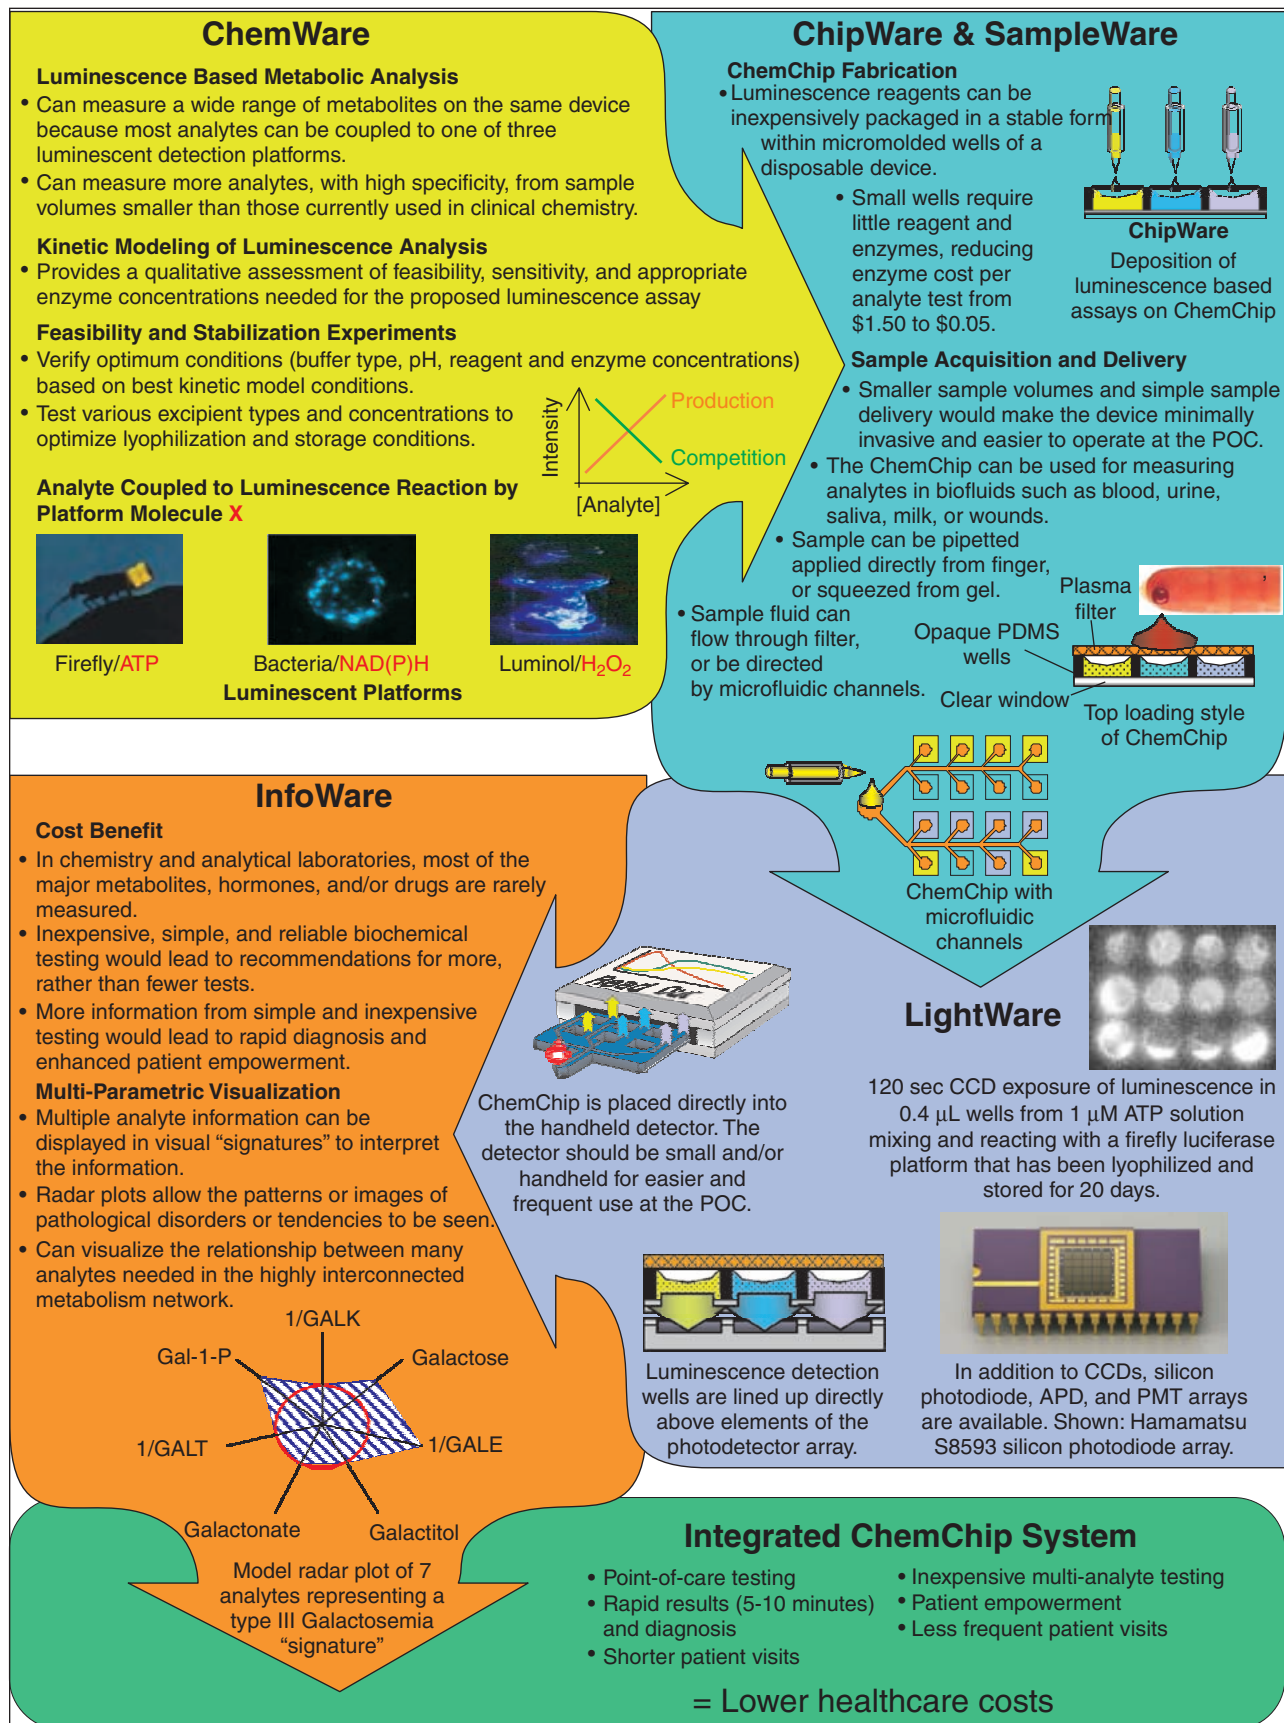 ChemWare
Luminescence Based Metabolic Analysis
• Can measure a wide range of metabolites on the same device
because most analytes can be coupled to one of three
luminescent detection platforms.
• Can measure more analytes, with high specificity, from sample
volumes smaller than those currently used in clinical chemistry.
Kinetic Modeling of Luminescence Analysis
• Provides a qualitative assessment of feasibility, sensitivity, and appropriate
enzyme concentrations needed for the proposed luminescence assay
Feasibility and Stabilization Experiments
• Verify optimum conditions (buffer type, pH, reagent and enzyme concentrations)
based on best kinetic model conditions.
• Test various excipient types and concentrations to
optimize lyophilization and storage conditions.
Intensity
Production
Competition
[Analyte]
Analyte Coupled to Luminescence Reaction by
Platform Molecule X
Firefly/ATP
Bacteria/NAD(P)H
Luminol/H₂O₂
Luminescent Platforms
ChipWare & SampleWare
ChemChip Fabrication
• Luminescence reagents can be
inexpensively packaged in a stable form
within micromolded wells of a
disposable device.
• Small wells require
little reagent and
enzymes, reducing
enzyme cost per
analyte test from
$1.50 to $0.05.
ChipWare
Deposition of
luminescence based
assays on ChemChip
Sample Acquisition and Delivery
• Smaller sample volumes and simple sample
delivery would make the device minimally
invasive and easier to operate at the POC.
• The ChemChip can be used for measuring
analytes in biofluids such as blood, urine,
saliva, milk, or wounds.
• Sample can be pipetted
applied directly from finger,
or squeezed from gel.
• Sample fluid can
flow through filter,
or be directed
by microfluidic channels.
Plasma
filter
Opaque PDMS
wells
Clear window
Top loading style
of ChemChip
ChemChip with
microfluidic
channels
LightWare
120 sec CCD exposure of luminescence in
0.4 μL wells from 1 μM ATP solution
mixing and reacting with a firefly luciferase
platform that has been lyophilized and
stored for 20 days.
In addition to CCDs, silicon
photodiode, APD, and PMT arrays
are available. Shown: Hamamatsu
S8593 silicon photodiode array.
Read Ou
ChemChip is placed directly into
the handheld detector. The
detector should be small and/or
handheld for easier and
frequent use at the POC.
Luminescence detection
wells are lined up directly
above elements of the
photodetector array.
InfoWare
Cost Benefit
• In chemistry and analytical laboratories, most of the
major metabolites, hormones, and/or drugs are rarely
measured.
• Inexpensive, simple, and reliable biochemical
testing would lead to recommendations for more,
rather than fewer tests.
• More information from simple and inexpensive
testing would lead to rapid diagnosis and
enhanced patient empowerment.
Multi-Parametric Visualization
• Multiple analyte information can be
displayed in visual “signatures” to interpret
the information.
• Radar plots allow the patterns or images of
pathological disorders or tendencies to be seen.
• Can visualize the relationship between many
analytes needed in the highly interconnected
metabolism network.
1/GALK
Gal-1-P
Galactose
1/GALT
1/GALE
Galactonate
Galactitol
Model radar plot of 7
analytes representing a
type III Galactosemia
“signature”
Integrated ChemChip System
• Point-of-care testing
• Rapid results (5-10 minutes)
and diagnosis
• Shorter patient visits
• Inexpensive multi-analyte testing
• Patient empowerment
• Less frequent patient visits
= Lower healthcare costs